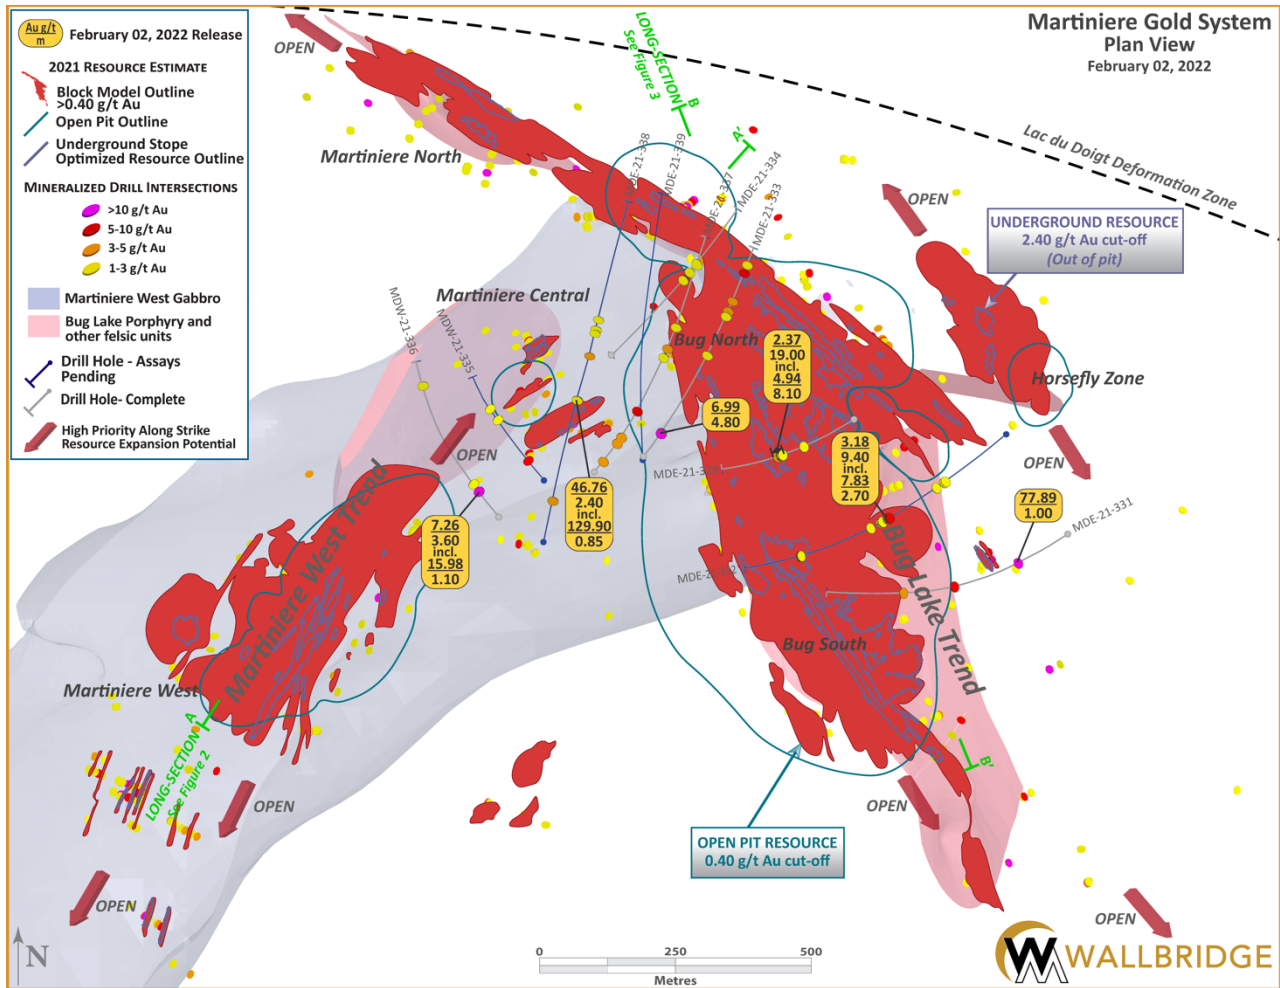 Au g/t
m
February 02, 2022 Release
2021 RESOURCE ESTIMATE
Block Model Outline
>0.40 g/t Au
Open Pit Outline
Underground Stope
Optimized Resource Outline
MINERALIZED DRILL INTERSECTIONS
>10 g/t Au
5-10 g/t Au
3-5 g/t Au
1-3 g/t Au
Martiniere West Gabbro
Bug Lake Porphyry and
other felsic units
Drill Hole - Assays
Pending
Drill Hole- Complete
High Priority Along Strike
Resource Expansion Potential
Martiniere Gold System
Plan View
February 02, 2022
OPEN
LONG-SECTION
See Figure 3
B
A'
Lac du Doigt Deformation Zone
Martiniere North
MDE-21-338
MDE-21-339
MDE-21-337
MDE-21-334
MDE-21-333
OPEN
UNDERGROUND RESOURCE
2.40 g/t Au cut-off
(Out of pit)
Martiniere Central
MDW-21-336
MDW-21-335
Bug North
2.37
19.00
incl.
4.94
8.10
Horsefly Zone
6.99
4.80
3.18
9.40
incl.
7.83
2.70
OPEN
OPEN
MDE-21-329
46.76
2.40
incl.
129.90
0.85
77.89
1.00
MDE-21-331
7.26
3.60
incl.
15.98
1.10
Martiniere West Trend
Bug Lake Trend
Bug South
Martiniere West
A
LONG-SECTION
See Figure 2
B'
OPEN
OPEN PIT RESOURCE
0.40 g/t Au cut-off
OPEN
OPEN
OPEN
N
0
250
500
Metres
WALLBRIDGE